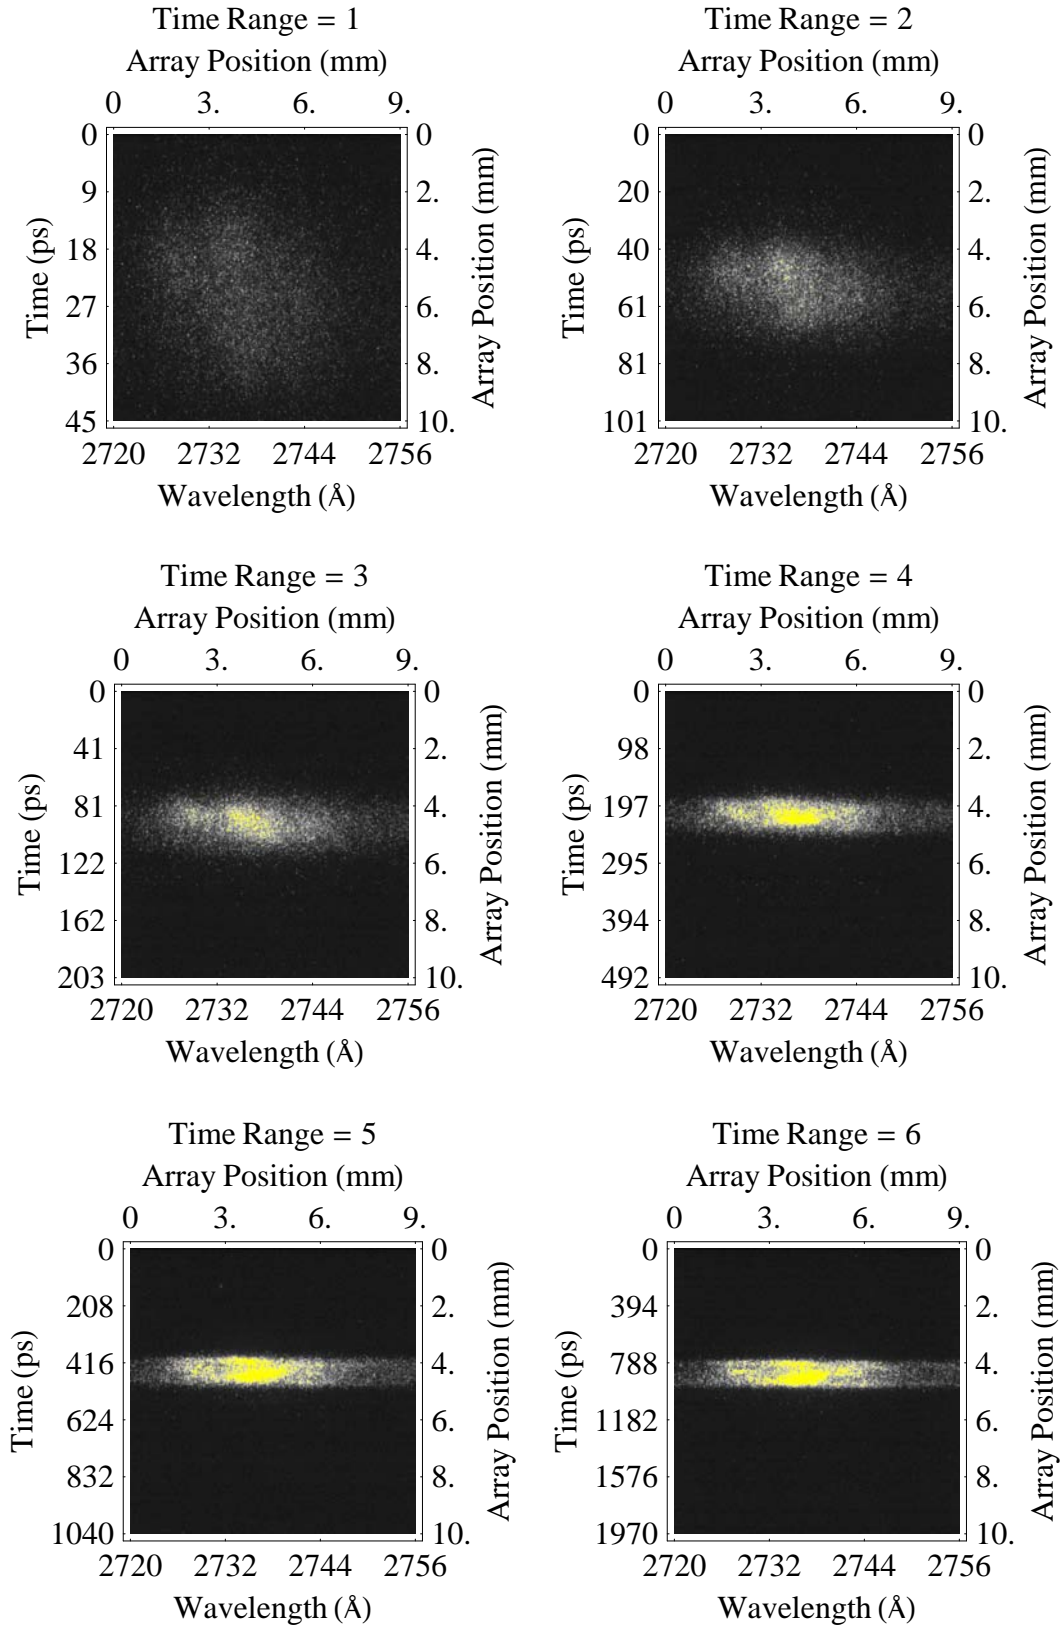 Time Range = 1
Array Position (mm)
0 3. 6. 9.
0 0
9 2.
18 4.
27 6.
36 8.
45 10.
Time (ps)
Array Position (mm)
2720 2732 2744 2756
Wavelength (Å)
Time Range = 2
Array Position (mm)
0 3. 6. 9.
0 0
20 2.
40 4.
61 6.
81 8.
101 10.
Time (ps)
Array Position (mm)
2720 2732 2744 2756
Wavelength (Å)
Time Range = 3
Array Position (mm)
0 3. 6. 9.
0 0
41 2.
81 4.
122 6.
162 8.
203 10.
Time (ps)
Array Position (mm)
2720 2732 2744 2756
Wavelength (Å)
Time Range = 4
Array Position (mm)
0 3. 6. 9.
0 0
98 2.
197 4.
295 6.
394 8.
492 10.
Time (ps)
Array Position (mm)
2720 2732 2744 2756
Wavelength (Å)
Time Range = 5
Array Position (mm)
0 3. 6. 9.
0 0
208 2.
416 4.
624 6.
832 8.
1040 10.
Time (ps)
Array Position (mm)
2720 2732 2744 2756
Wavelength (Å)
Time Range = 6
Array Position (mm)
0 3. 6. 9.
0 0
394 2.
788 4.
1182 6.
1576 8.
1970 10.
Time (ps)
Array Position (mm)
2720 2732 2744 2756
Wavelength (Å)